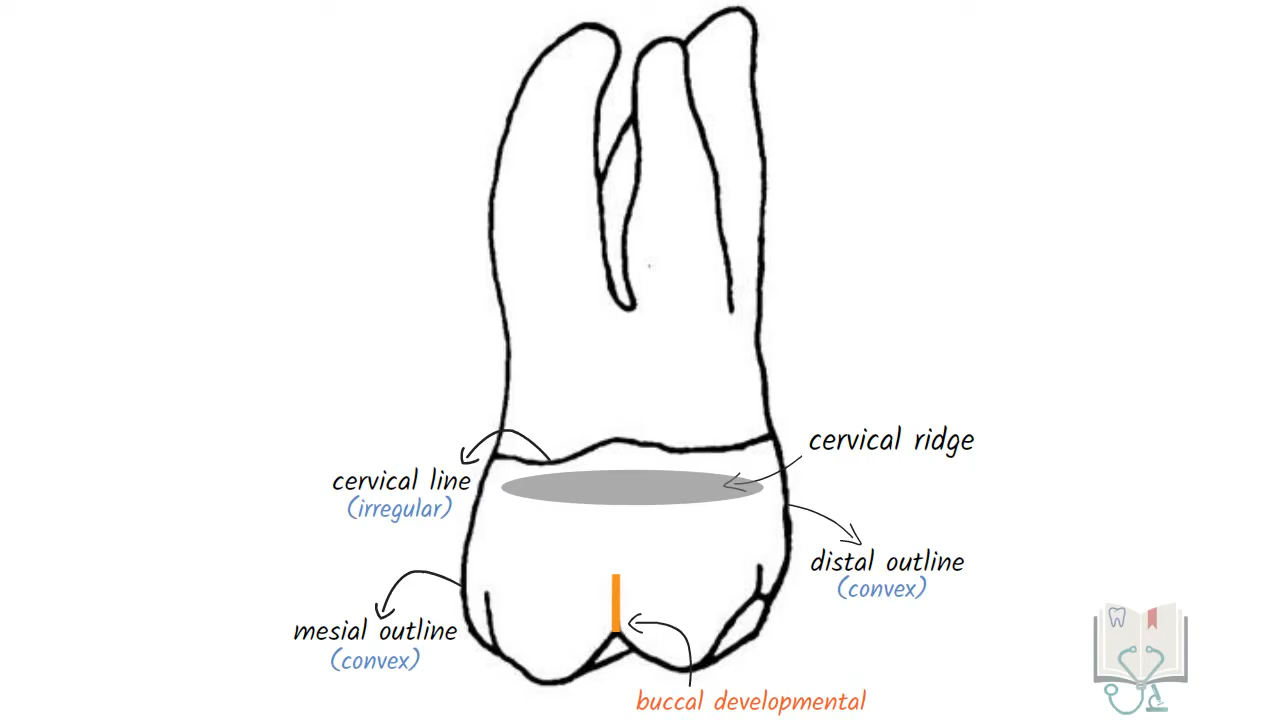 cervical ridge
cervical line
(irregular)
distal outline
(convex)
mesial outline
(convex)
buccal developmental